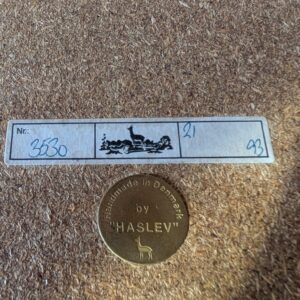 Nr.:
3530
21
93
Handmade in Denmark
by
"HASLEV"